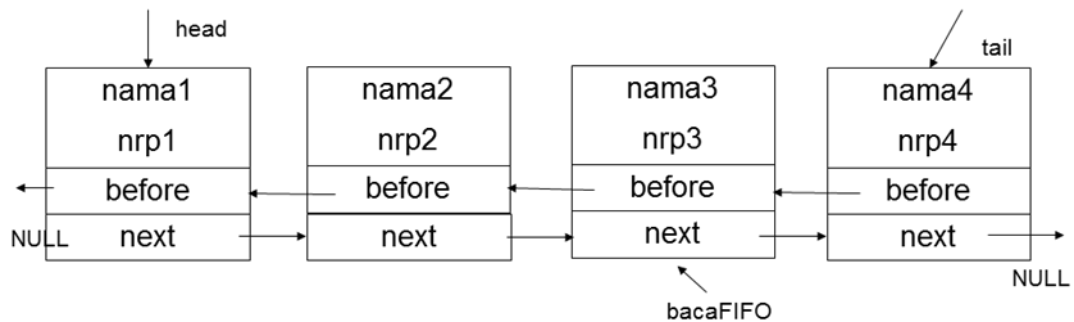 head
tail
nama1 nama2 nama3 nama4
nrp1 nrp2 nrp3 nrp4
before before before before
NULL next next next next
NULL
bacaFIFO